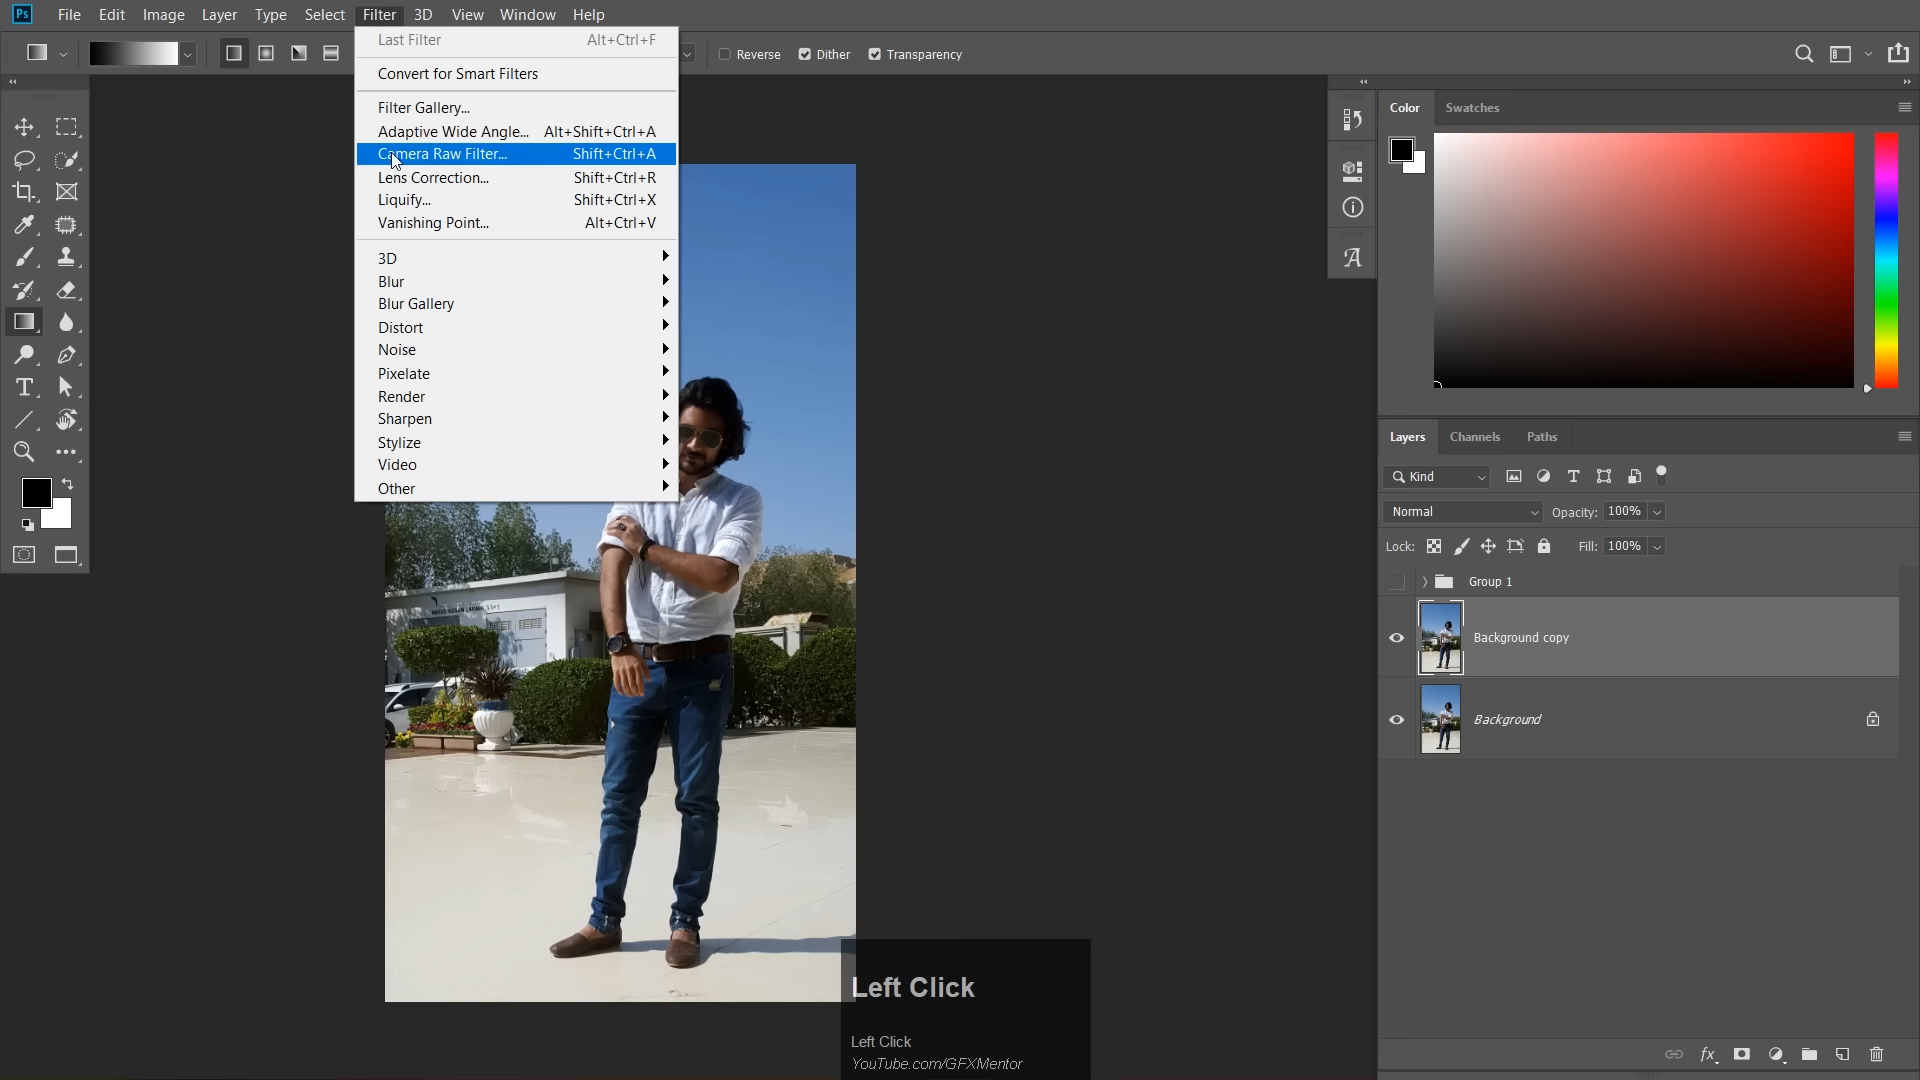 Ps File Edit Image Layer Type Select Filter 3D View Window Help
Reverse Dither Transparency
Last Filter Alt+Ctrl+F
Convert for Smart Filters
Filter Gallery...
Adaptive Wide Angle... Alt+Shift+Ctrl+A
Camera Raw Filter... Shift+Ctrl+A
Lens Correction... Shift+Ctrl+R
Liquify... Shift+Ctrl+X
Vanishing Point... Alt+Ctrl+V
3D
Blur
Blur Gallery
Distort
Noise
Pixelate
Render
Sharpen
Stylize
Video
Other
Color Swatches
Layers Channels Paths
Kind
Normal Opacity: 100%
Lock: Fill: 100%
Group 1
Background copy
Background
fx
Left Click
Left Click
YouTube.com/GFXMentor